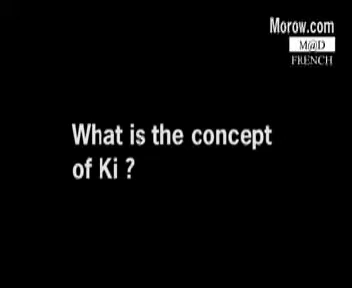 Morow.com
M@D
FRENCH
What is the concept
of Ki ?